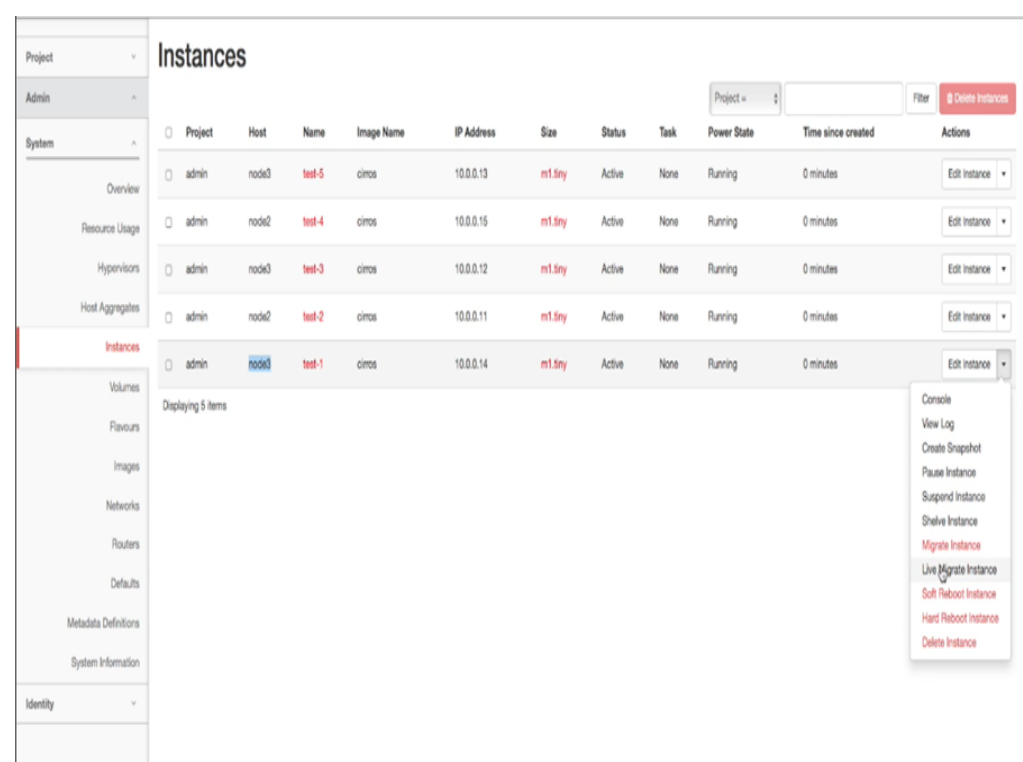 Project
Admin
System
Overview
Resource Usage
Hypervisors
Host Aggregates
Instances
Volumes
Flavours
Images
Networks
Routers
Defaults
Metadata Definitions
System Information
Identity
Instances
Project = Filter Delete Instances
Project Host Name Image Name IP Address Size Status Task Power State Time since created Actions
admin node3 test-5 cirros 10.0.0.13 m1.tiny Active None Running 0 minutes Edit Instance
admin node2 test-4 cirros 10.0.0.15 m1.tiny Active None Running 0 minutes Edit Instance
admin node3 test-3 cirros 10.0.0.12 m1.tiny Active None Running 0 minutes Edit Instance
admin node2 test-2 cirros 10.0.0.11 m1.tiny Active None Running 0 minutes Edit Instance
admin node3 test-1 cirros 10.0.0.14 m1.tiny Active None Running 0 minutes Edit Instance
Displaying 5 items
Console
View Log
Create Snapshot
Pause Instance
Suspend Instance
Shelve Instance
Migrate Instance
Live Migrate Instance
Soft Reboot Instance
Hard Reboot Instance
Delete Instance